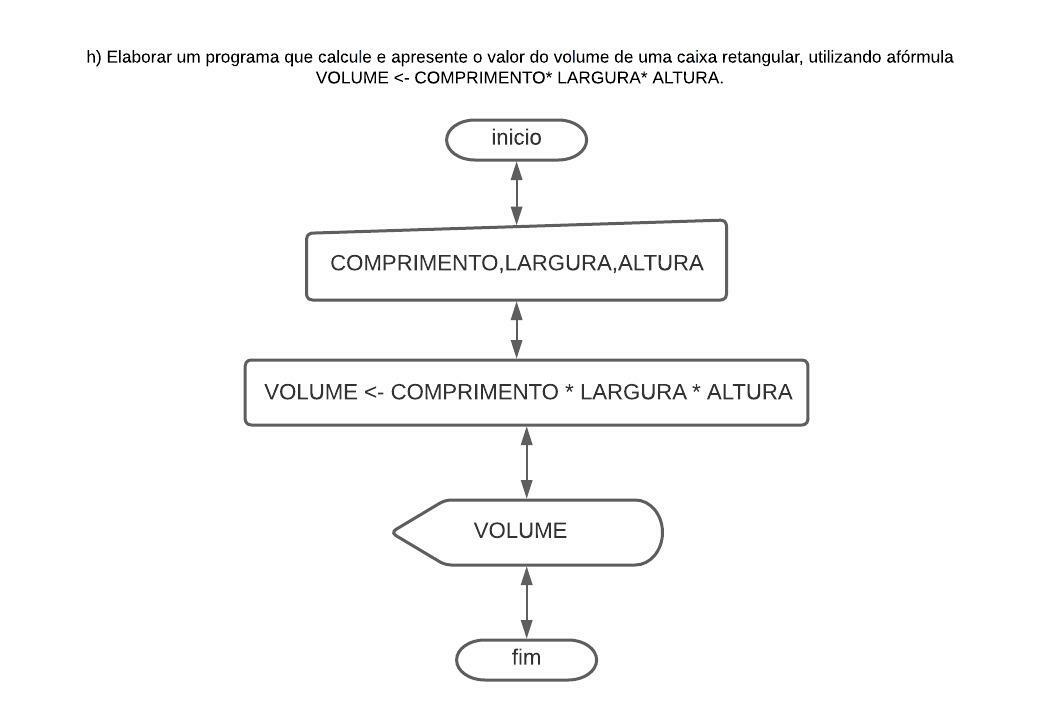 h) Elaborar um programa que calcule e apresente o valor do volume de uma caixa retangular, utilizando afórmula
VOLUME <- COMPRIMENTO* LARGURA* ALTURA.
inicio
COMPRIMENTO,LARGURA,ALTURA
VOLUME <- COMPRIMENTO * LARGURA * ALTURA
VOLUME
fim